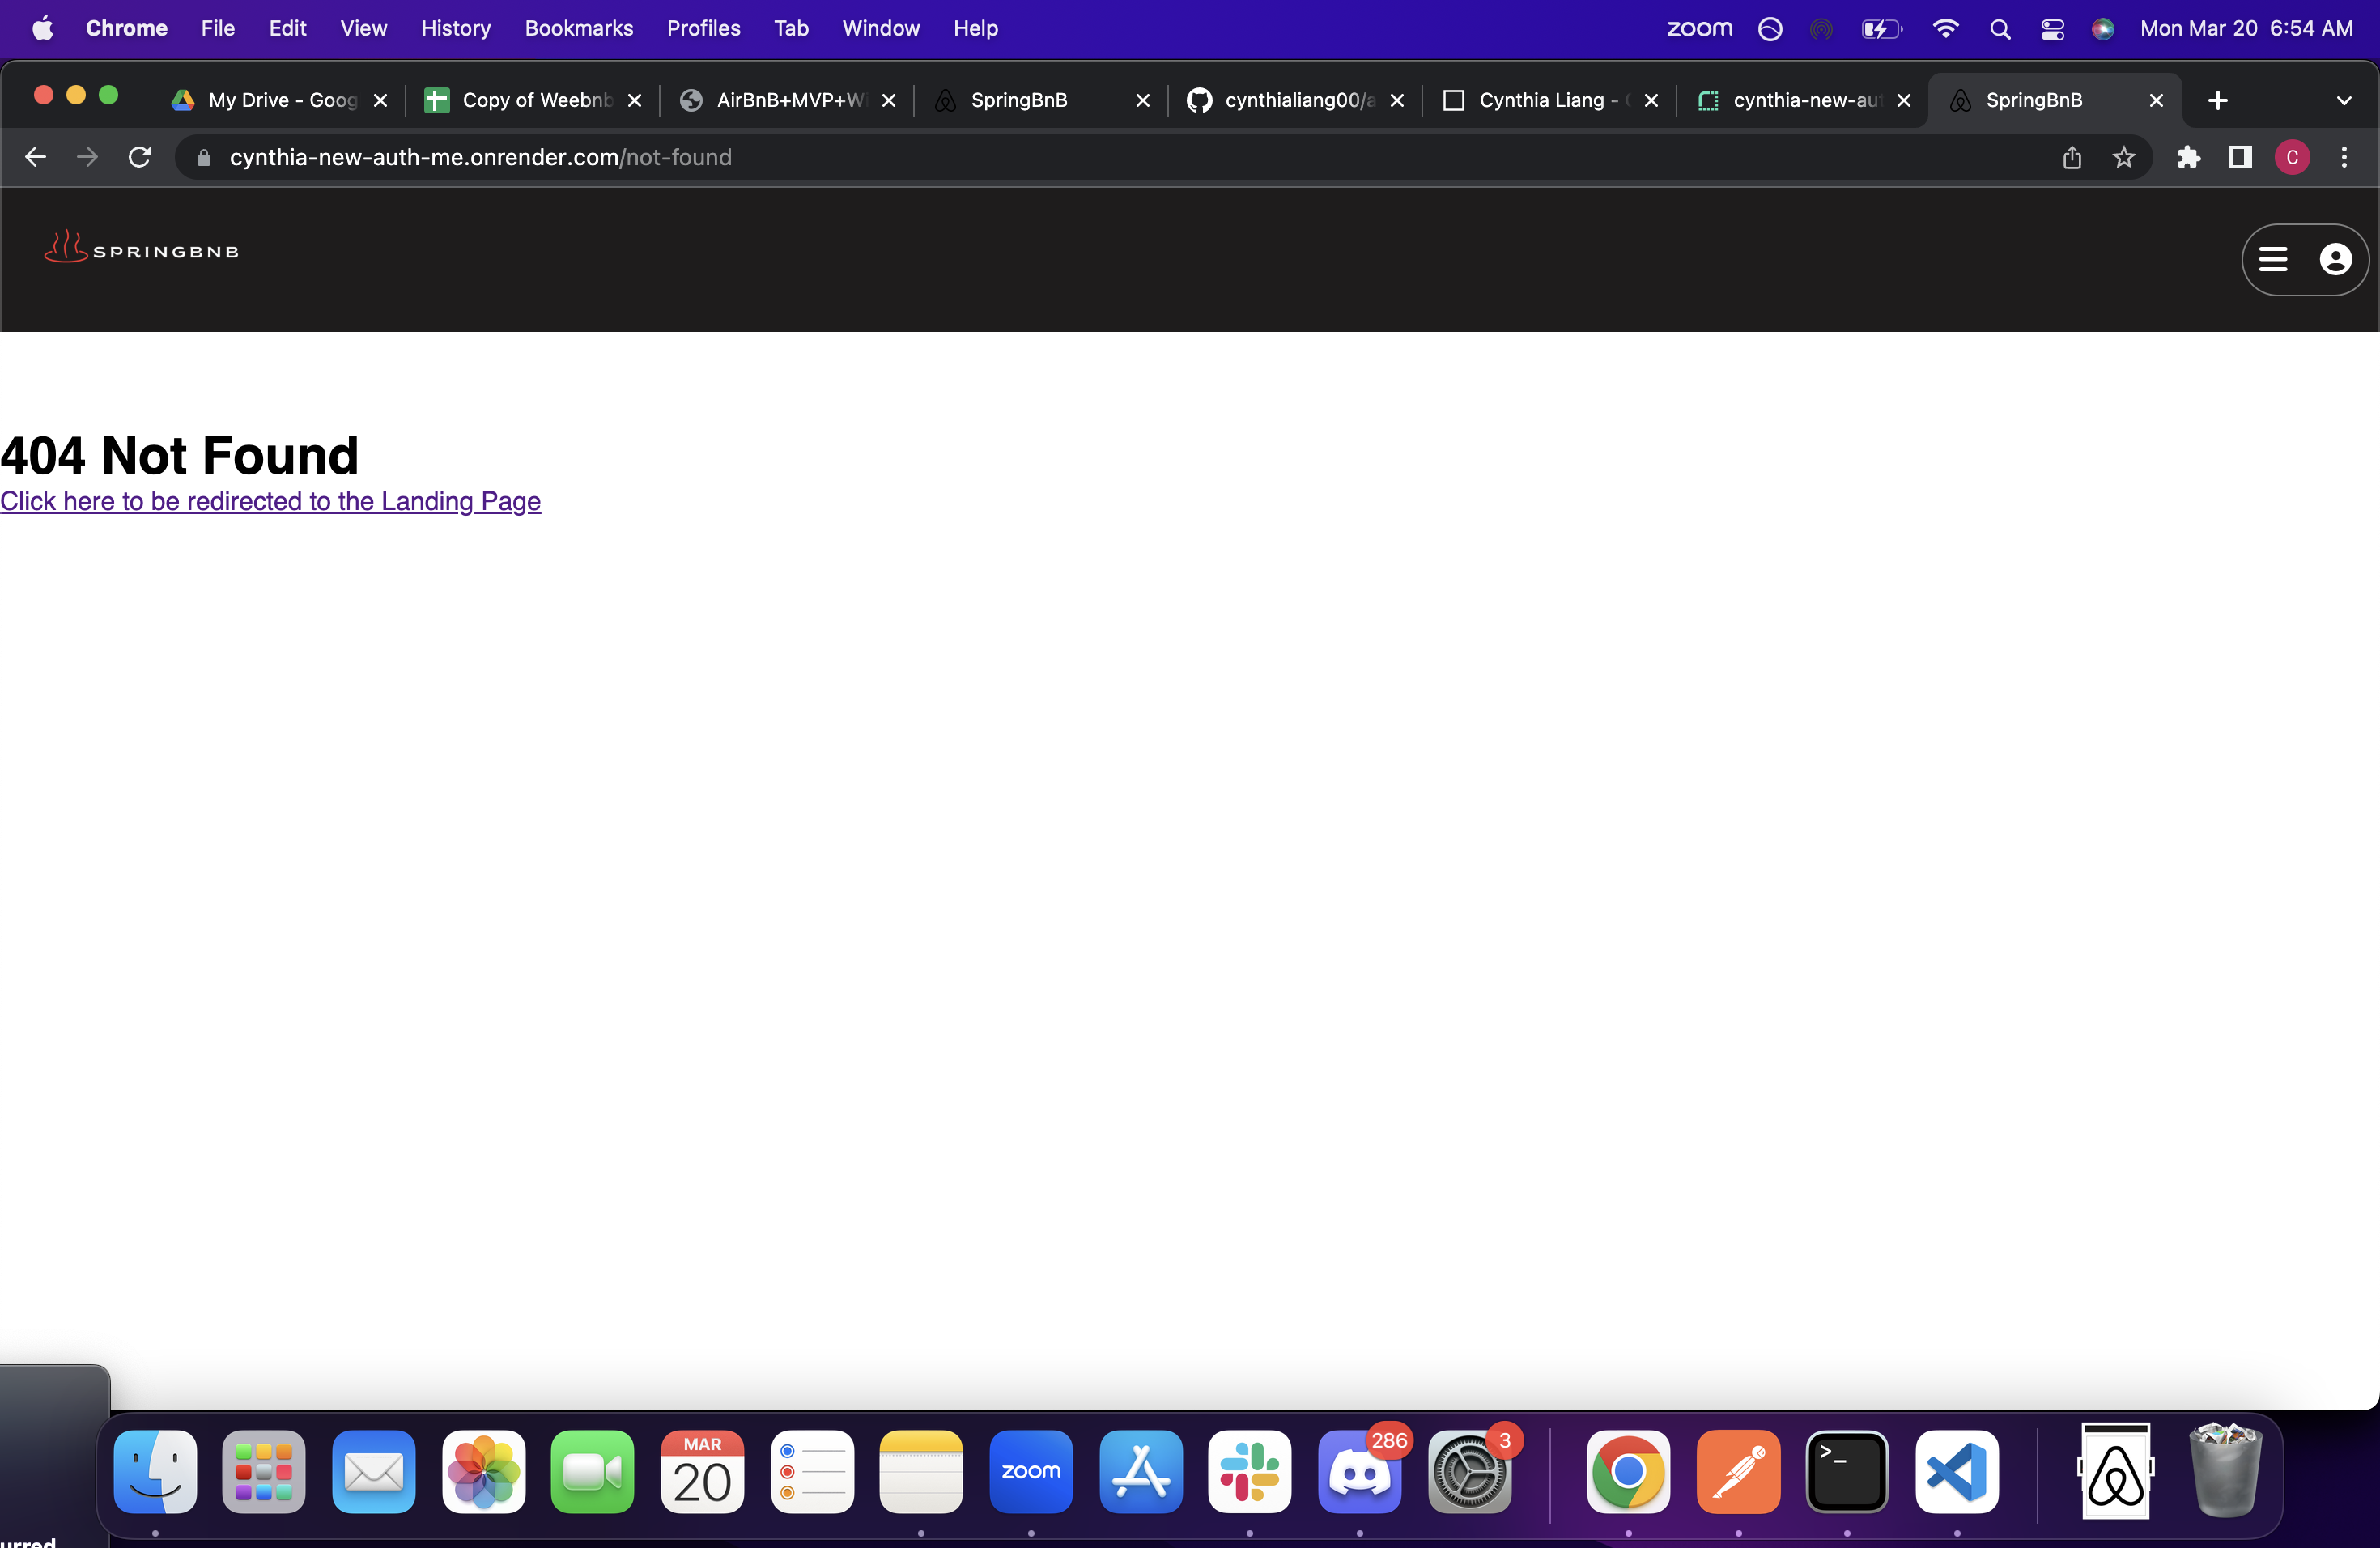 Chrome File Edit View History Bookmarks Profiles Tab Window Help zoom Mon Mar 20 6:54 AM
My Drive - Goog Copy of Weebnb AirBnB+MVP+Wi SpringBnB cynthialiang00/a Cynthia Liang - cynthia-new-aut SpringBnB
cynthia-new-auth-me.onrender.com/not-found C
SPRINGBNB
404 Not Found
Click here to be redirected to the Landing Page
MAR
20
zoom
286
3
>_
urred